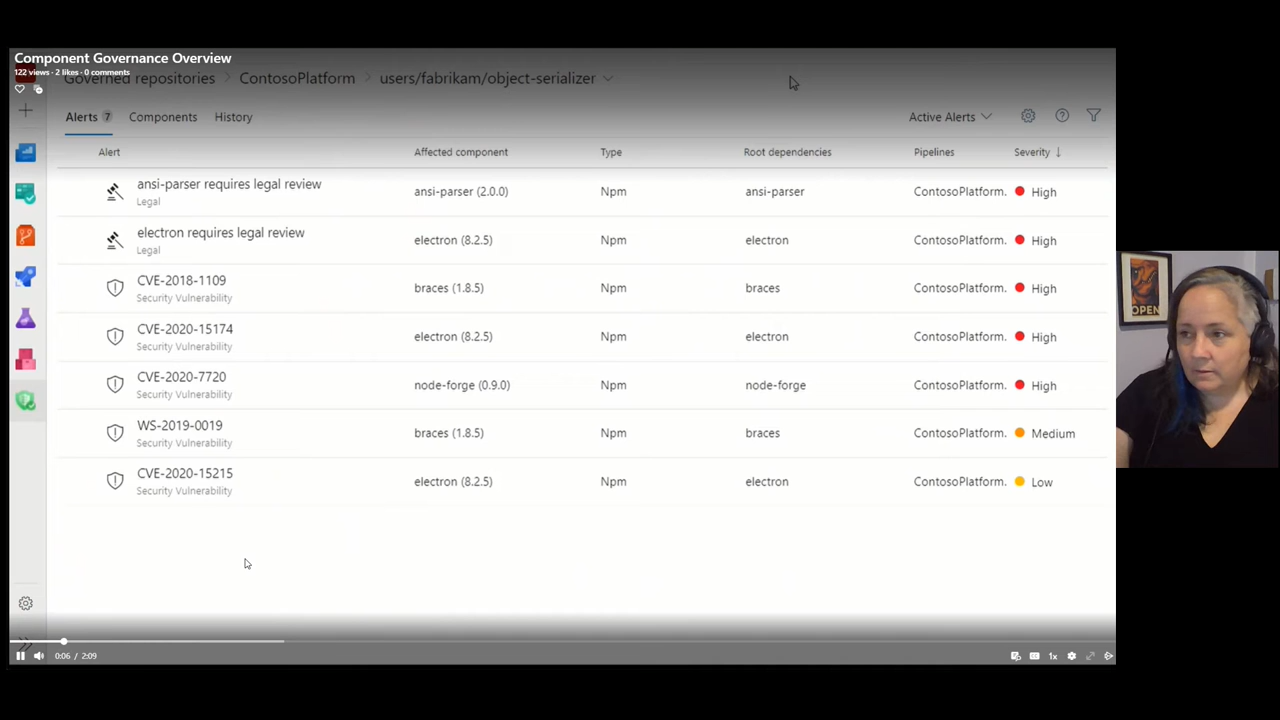 Component Governance Overview
122 views · 2 likes · 0 comments
Governed repositories > ContosoPlatform > users/fabrikam/object-serializer
Alerts 7 Components History Active Alerts
Alert Affected component Type Root dependencies Pipelines Severity ↓
ansi-parser requires legal review
Legal
ansi-parser (2.0.0) Npm ansi-parser ContosoPlatform. High
electron requires legal review
Legal
electron (8.2.5) Npm electron ContosoPlatform. High
CVE-2018-1109
Security Vulnerability
braces (1.8.5) Npm braces ContosoPlatform. High
CVE-2020-15174
Security Vulnerability
electron (8.2.5) Npm electron ContosoPlatform. High
CVE-2020-7720
Security Vulnerability
node-forge (0.9.0) Npm node-forge ContosoPlatform. High
WS-2019-0019
Security Vulnerability
braces (1.8.5) Npm braces ContosoPlatform. Medium
CVE-2020-15215
Security Vulnerability
electron (8.2.5) Npm electron ContosoPlatform. Low
OPEN
0:06 / 2:09
1x